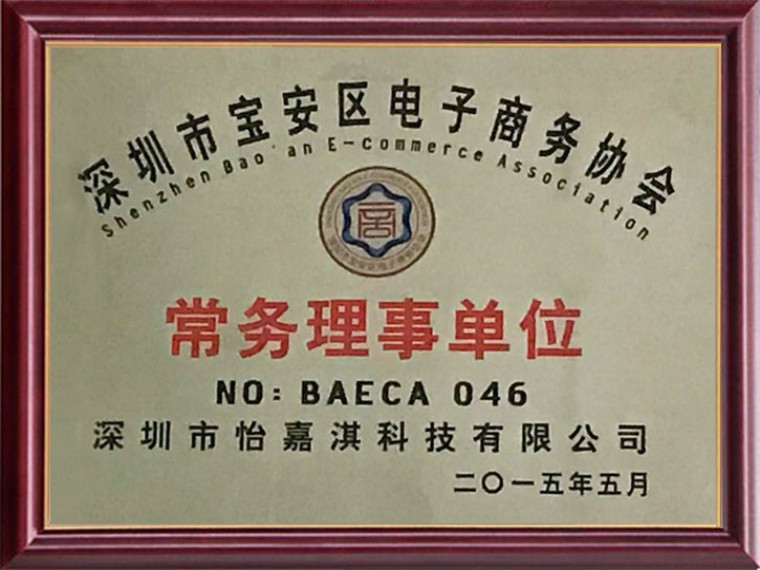 深圳市宝安区电子商务协会
Shenzhen Bao'an E-commerce Association
常务理事单位
NO: BAECA 046
深圳市怡嘉淇科技有限公司
二〇一五年五月